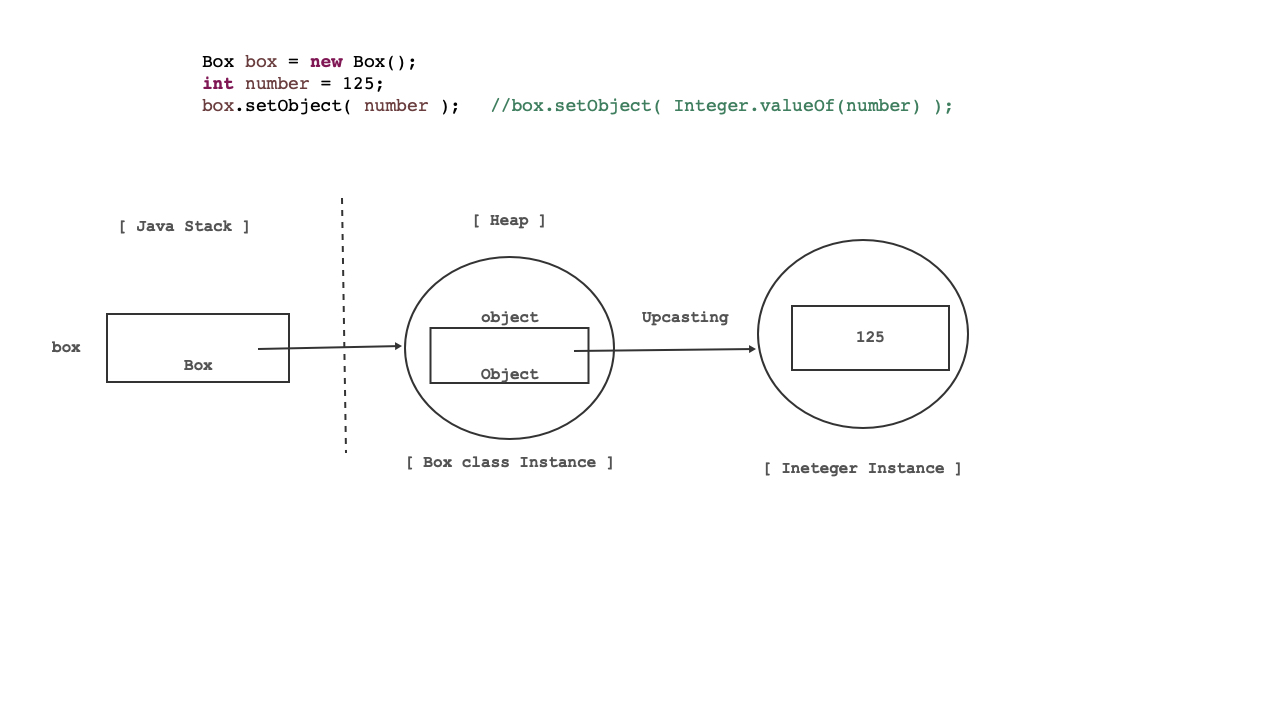 Box box = new Box();
int number = 125;
box.setObject( number );   //box.setObject( Integer.valueOf(number) );
[ Java Stack ]
[ Heap ]
object
Upcasting
125
box
Box
Object
[ Box class Instance ]
[ Ineteger Instance ]